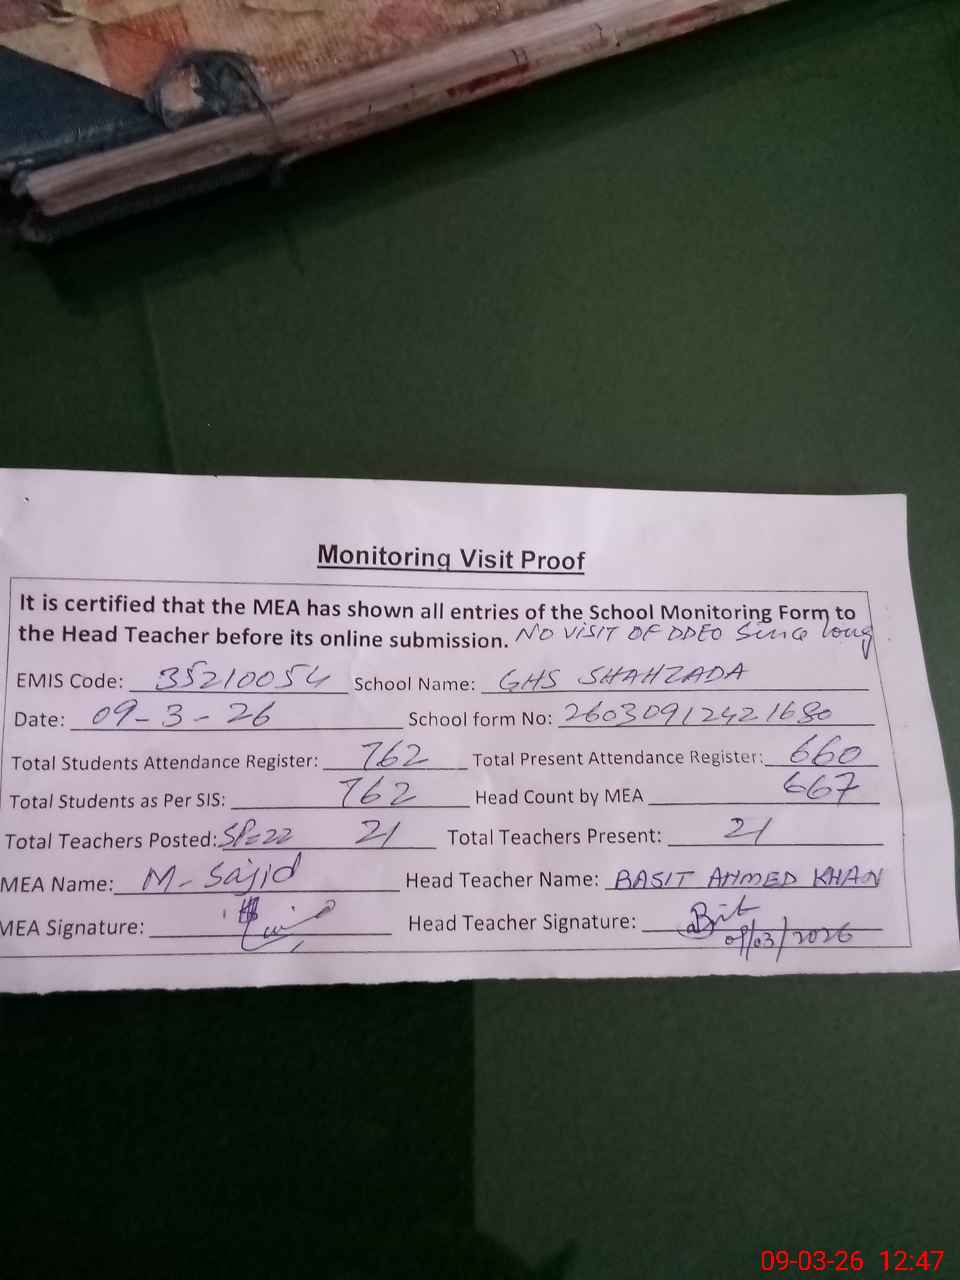 Monitoring Visit Proof
It is certified that the MEA has shown all entries of the School Monitoring Form to
the Head Teacher before its online submission. NO VISIT OF DDEO Since long
EMIS Code: 35210054 School Name: GHS SHAHZADA
Date: 09-3-26 School form No: 26030912421680
Total Students Attendance Register: 762 Total Present Attendance Register: 660
Total Students as Per SIS: 762 Head Count by MEA 667
Total Teachers Posted: SP=22 21 Total Teachers Present: 21
MEA Name: M-Sajid Head Teacher Name: BASIT AHMED KHAN
MEA Signature: Head Teacher Signature:
09/03/2026
09-03-26 12:47